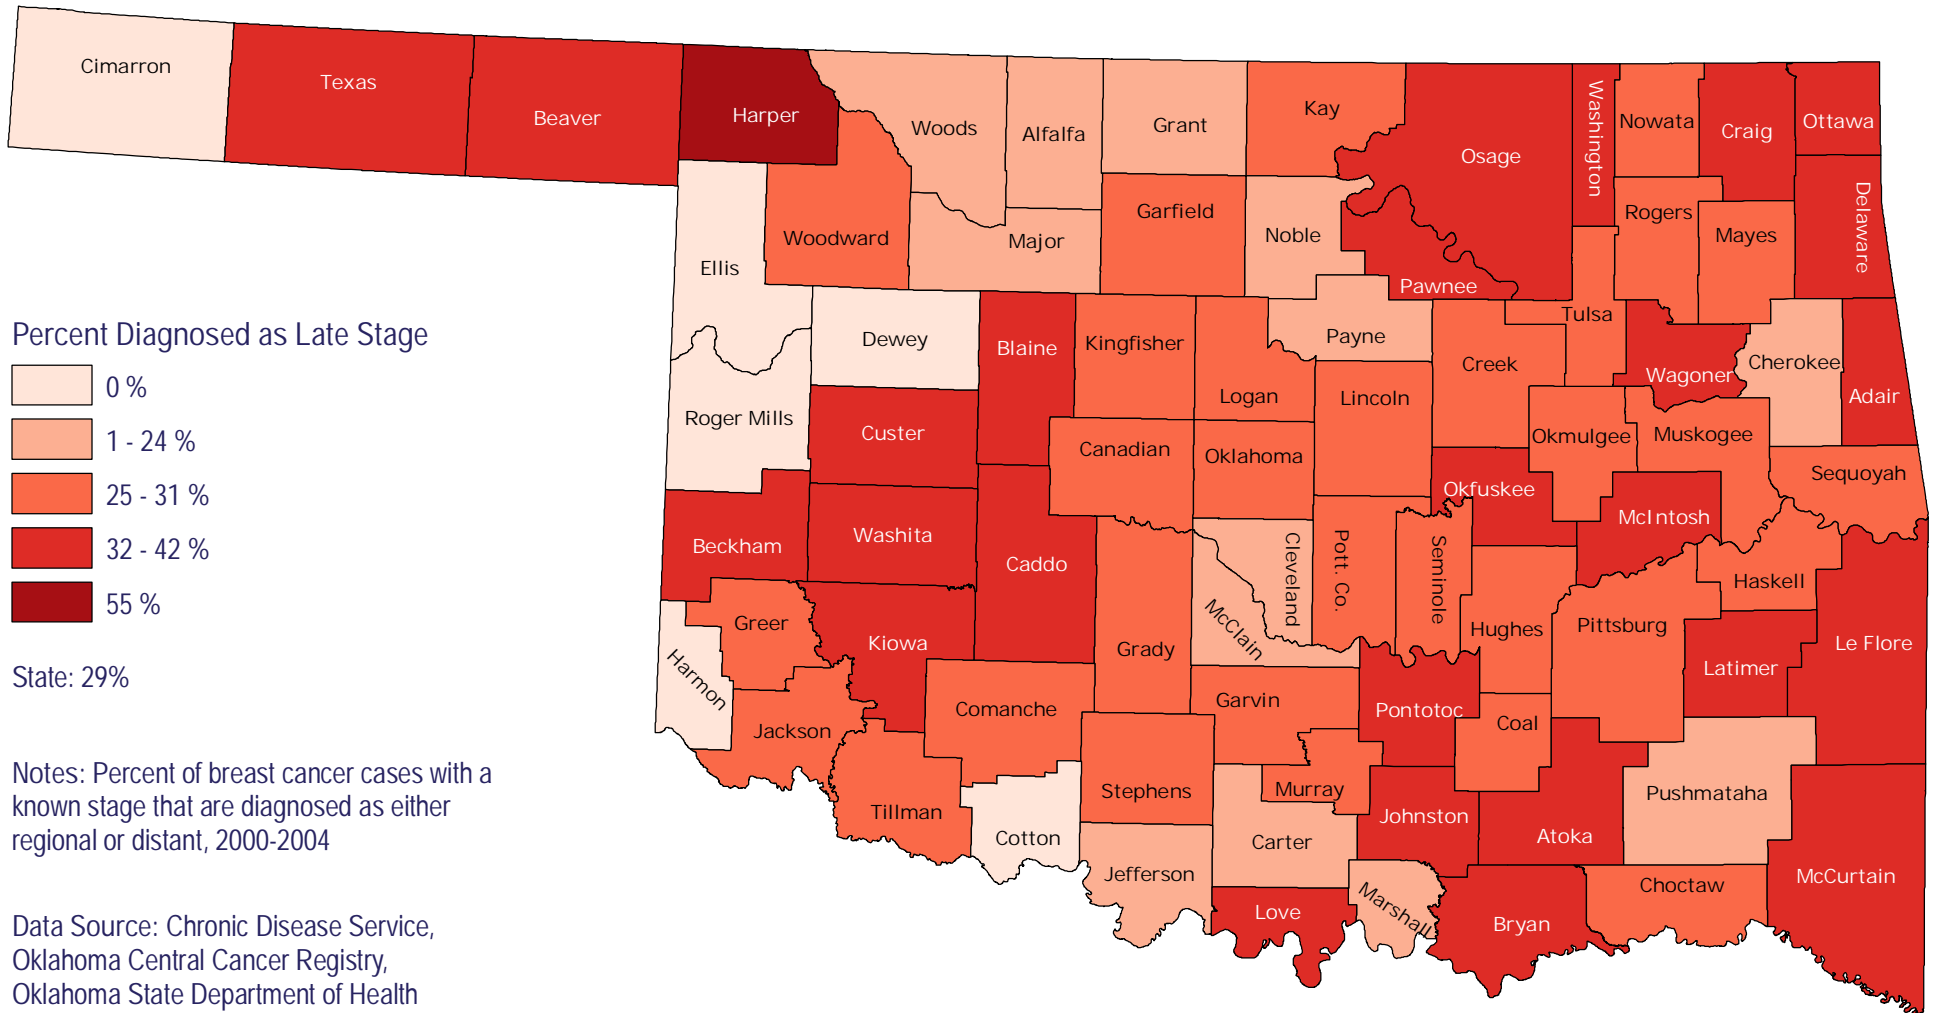 Cimarron
Texas
Beaver
Harper
Woods
Alfalfa
Grant
Kay
Osage
Washington
Nowata
Craig
Ottawa
Delaware
Ellis
Woodward
Major
Garfield
Noble
Pawnee
Rogers
Mayes
Percent Diagnosed as Late Stage
0 %
1 - 24 %
25 - 31 %
32 - 42 %
55 %
State: 29%
Notes: Percent of breast cancer cases with a
known stage that are diagnosed as either
regional or distant, 2000-2004
Data Source: Chronic Disease Service,
Oklahoma Central Cancer Registry,
Oklahoma State Department of Health
Dewey
Blaine
Kingfisher
Logan
Payne
Lincoln
Creek
Tulsa
Wagoner
Cherokee
Adair
Roger Mills
Custer
Canadian
Oklahoma
Okmulgee
Muskogee
Sequoyah
Okfuskee
McIntosh
Beckham
Washita
Caddo
Grady
McClain
Cleveland
Pott. Co.
Seminole
Hughes
Pittsburg
Haskell
Latimer
Le Flore
Greer
Kiowa
Harmon
Jackson
Comanche
Garvin
Pontotoc
Coal
Tillman
Cotton
Stephens
Murray
Johnston
Atoka
Pushmataha
McCurtain
Jefferson
Carter
Love
Marshall
Bryan
Choctaw